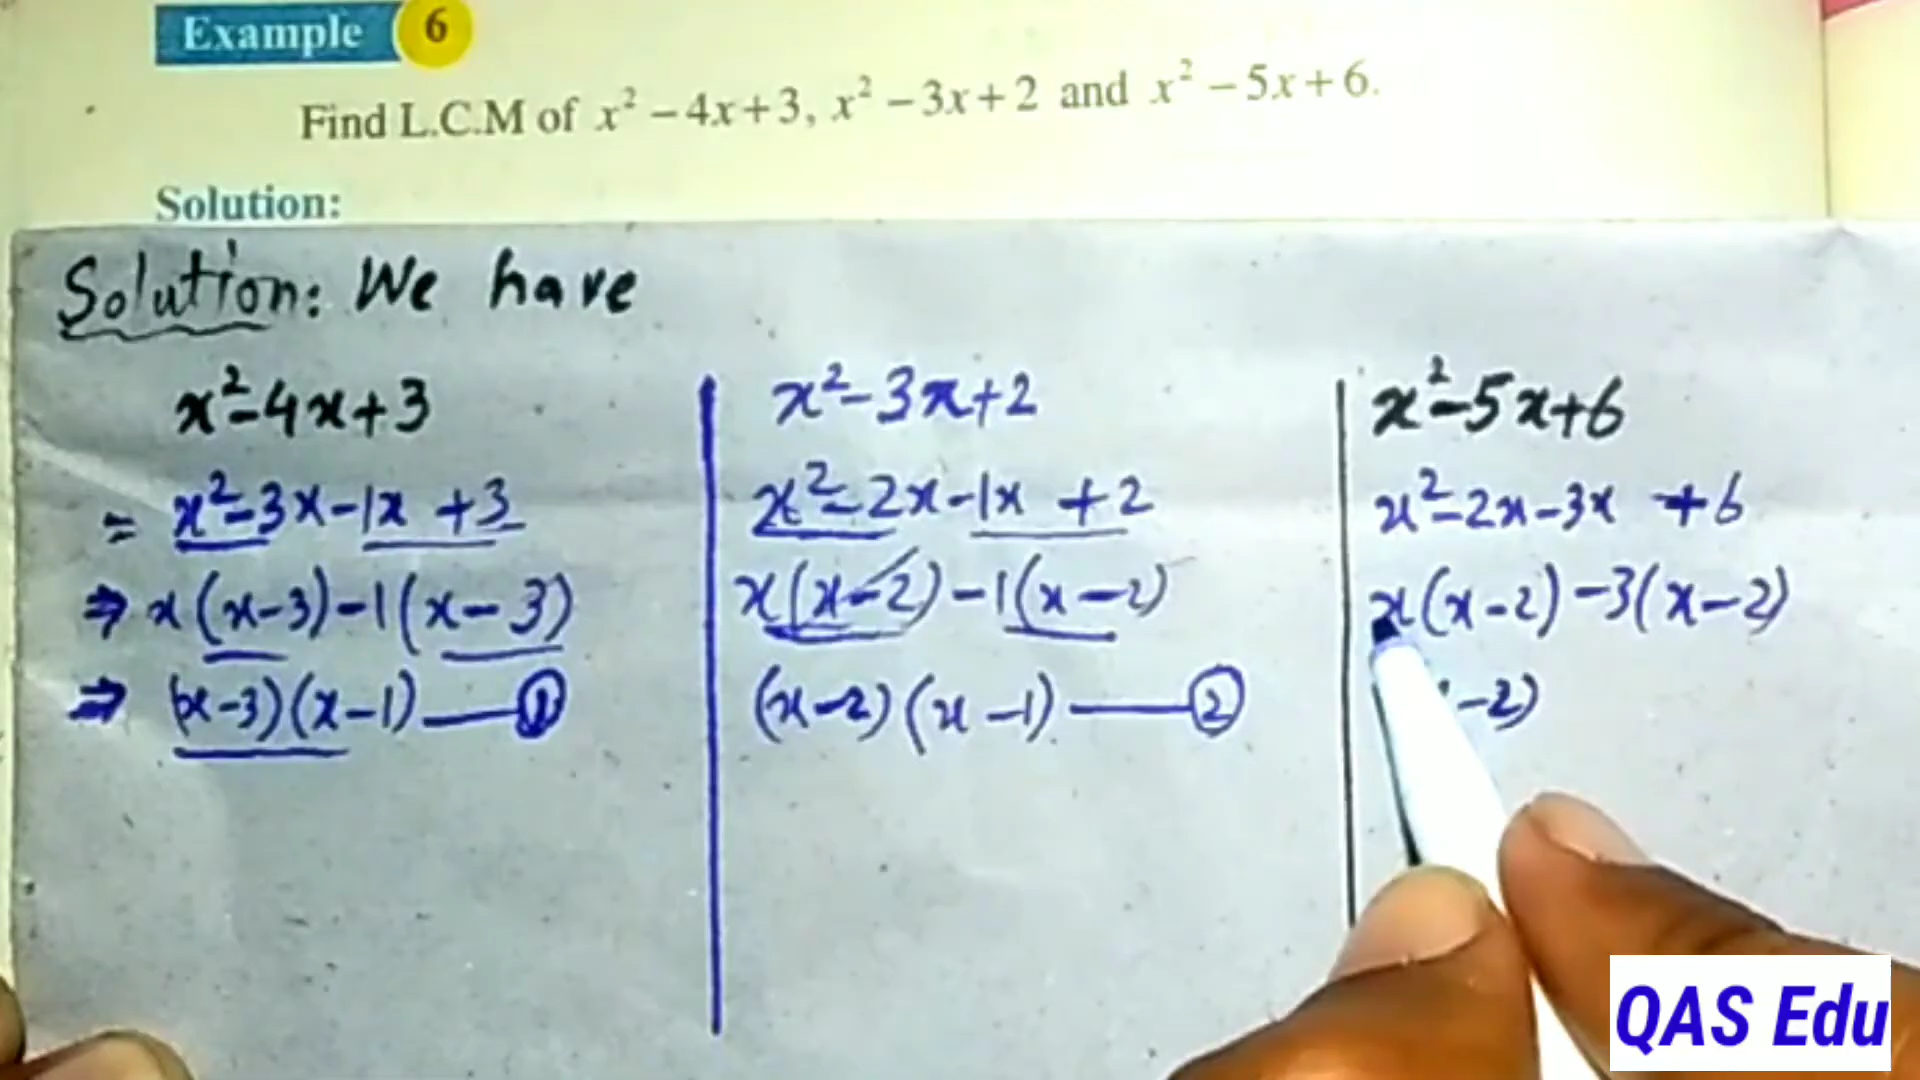 Example 6
Find L.C.M of x² – 4x + 3, x² – 3x + 2 and x² – 5x + 6.
Solution:
Solution: We have
x²-4x+3
= x²-3x-1x +3
⇒ x(x-3)-1(x-3)
⇒ (x-3)(x-1) — ①
x²-3x+2
x²-2x-1x +2
x(x-2)-1(x-2)
(x-2)(x-1) — ②
x²-5x+6
x²-2x-3x +6
x(x-2)-3(x-2)
-2)
QAS Edu